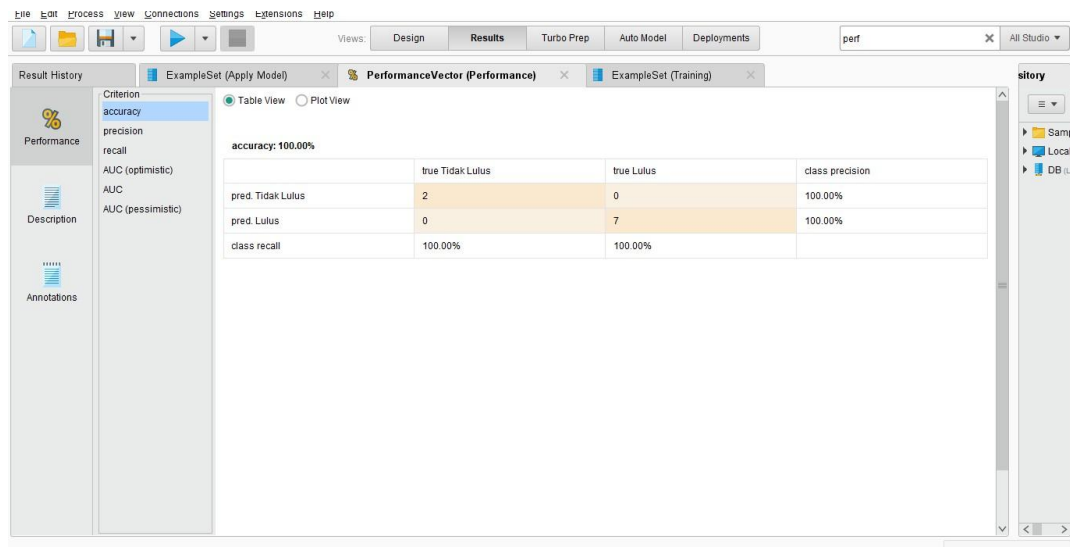 File Edit Process View Connections Settings Extensions Help
Views: Design Results Turbo Prep Auto Model Deployments perf All Studio
Result History ExampleSet (Apply Model) % PerformanceVector (Performance) ExampleSet (Training) sitory
% Performance
Description
Annotations
Criterion
accuracy
precision
recall
AUC (optimistic)
AUC
AUC (pessimistic)
Table View Plot View
accuracy: 100.00%
true Tidak Lulus true Lulus class precision
pred. Tidak Lulus 2 0 100.00%
pred. Lulus 0 7 100.00%
class recall 100.00% 100.00%
Sam
Local
DB